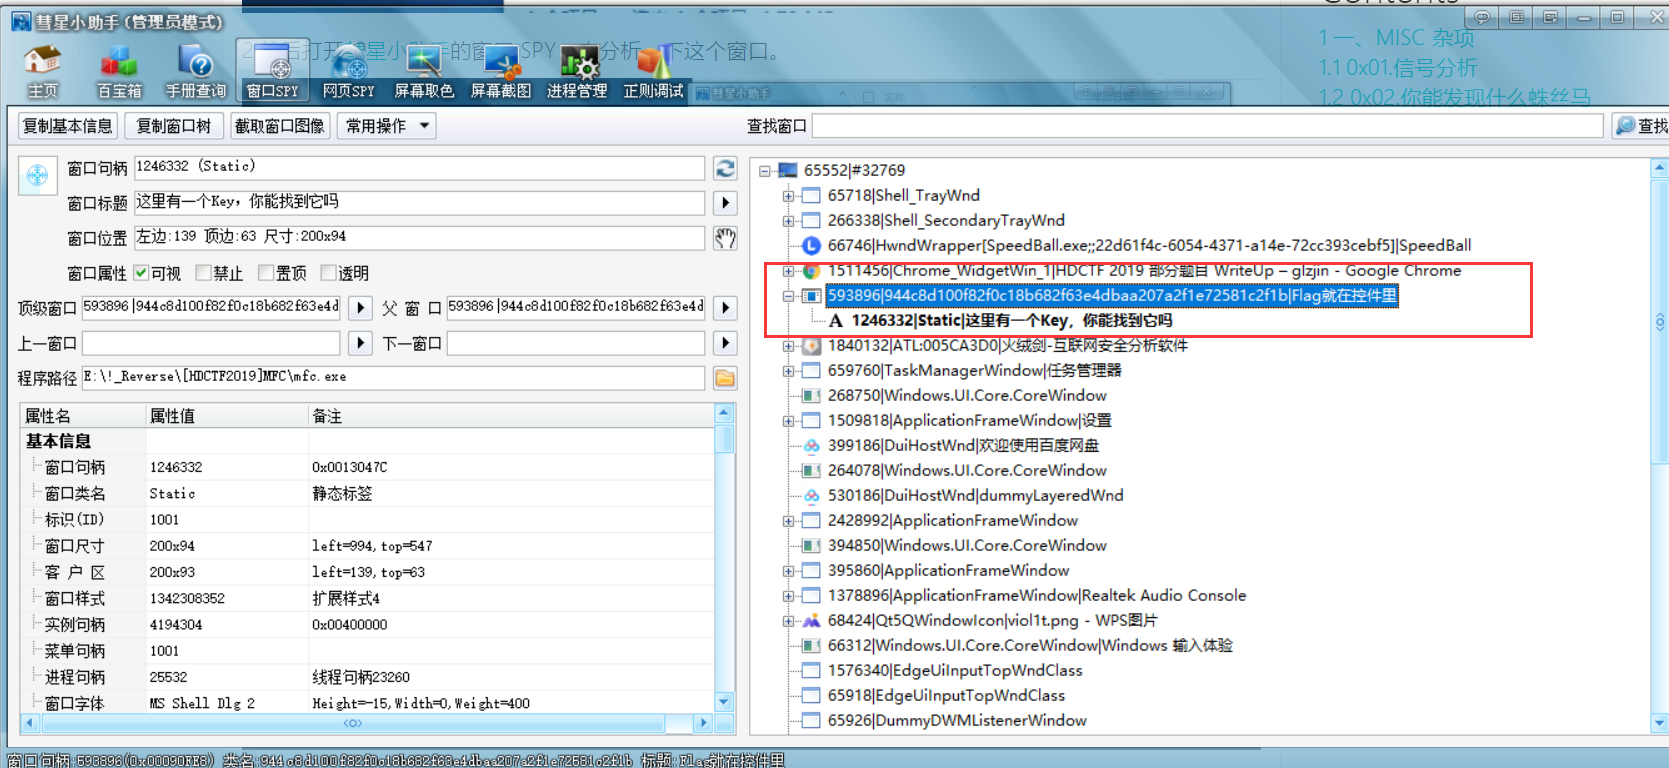 彗星小助手(管理员模式)
Contents
1 一、MISC 杂项
1.1 0x01.信号分析
1.2 0x02.你能发现什么蛛丝马
主页 百宝箱 手册查询 窗口SPY 网页SPY 屏幕取色 屏幕截图 进程管理 正则调试
复制基本信息 复制窗口树 截取窗口图像 常用操作 查找窗口 查找
窗口句柄 1246332 (Static)
窗口标题 这里有一个Key，你能找到它吗
窗口位置 左边:139 顶边:63 尺寸:200x94
窗口属性 可视 禁止 置顶 透明
顶级窗口 593896|944c8d100f82f0c18b682f63e4d 父 窗 口 593896|944c8d100f82f0c18b682f63e4d
上一窗口 下一窗口
程序路径 E:\!_Reverse\[HDCTF2019]MFC\mfc.exe
属性名 属性值 备注
基本信息
窗口句柄 1246332 0x0013047C
窗口类名 Static 静态标签
标识(ID) 1001
窗口尺寸 200x94 left=994,top=547
客 户 区 200x93 left=139,top=63
窗口样式 1342308352 扩展样式4
实例句柄 4194304 0x00400000
菜单句柄 1001
进程句柄 25532 线程句柄23260
窗口字体 MS Shell Dlg 2 Height=-15,Width=0,Weight=400
65552|#32769
65718|Shell_TrayWnd
266338|Shell_SecondaryTrayWnd
66746|HwndWrapper[SpeedBall.exe;;22d61f4c-6054-4371-a14e-72cc393cebf5]|SpeedBall
1511456|Chrome_WidgetWin_1|HDCTF 2019 部分题目 WriteUp – glzjin - Google Chrome
593896|944c8d100f82f0c18b682f63e4dbaa207a2f1e72581c2f1b|Flag就在控件里
1246332|Static|这里有一个Key，你能找到它吗
1840132|ATL:005CA3D0|火绒剑-互联网安全分析软件
659760|TaskManagerWindow|任务管理器
268750|Windows.UI.Core.CoreWindow
1509818|ApplicationFrameWindow|设置
399186|DuiHostWnd|欢迎使用百度网盘
264078|Windows.UI.Core.CoreWindow
530186|DuiHostWnd|dummyLayeredWnd
2428992|ApplicationFrameWindow
394850|Windows.UI.Core.CoreWindow
395860|ApplicationFrameWindow
1378896|ApplicationFrameWindow|Realtek Audio Console
68424|Qt5QWindowIcon|viol1t.png - WPS图片
66312|Windows.UI.Core.CoreWindow|Windows 输入体验
1576340|EdgeUiInputTopWndClass
65918|EdgeUiInputTopWndClass
65926|DummyDWMListenerWindow
窗口句柄:593896(0x00090FE8) 类名:944c8d100f82f0c18b682f63e4dbaa207a2f1e72581c2f1b 标题:Flag就在控件里